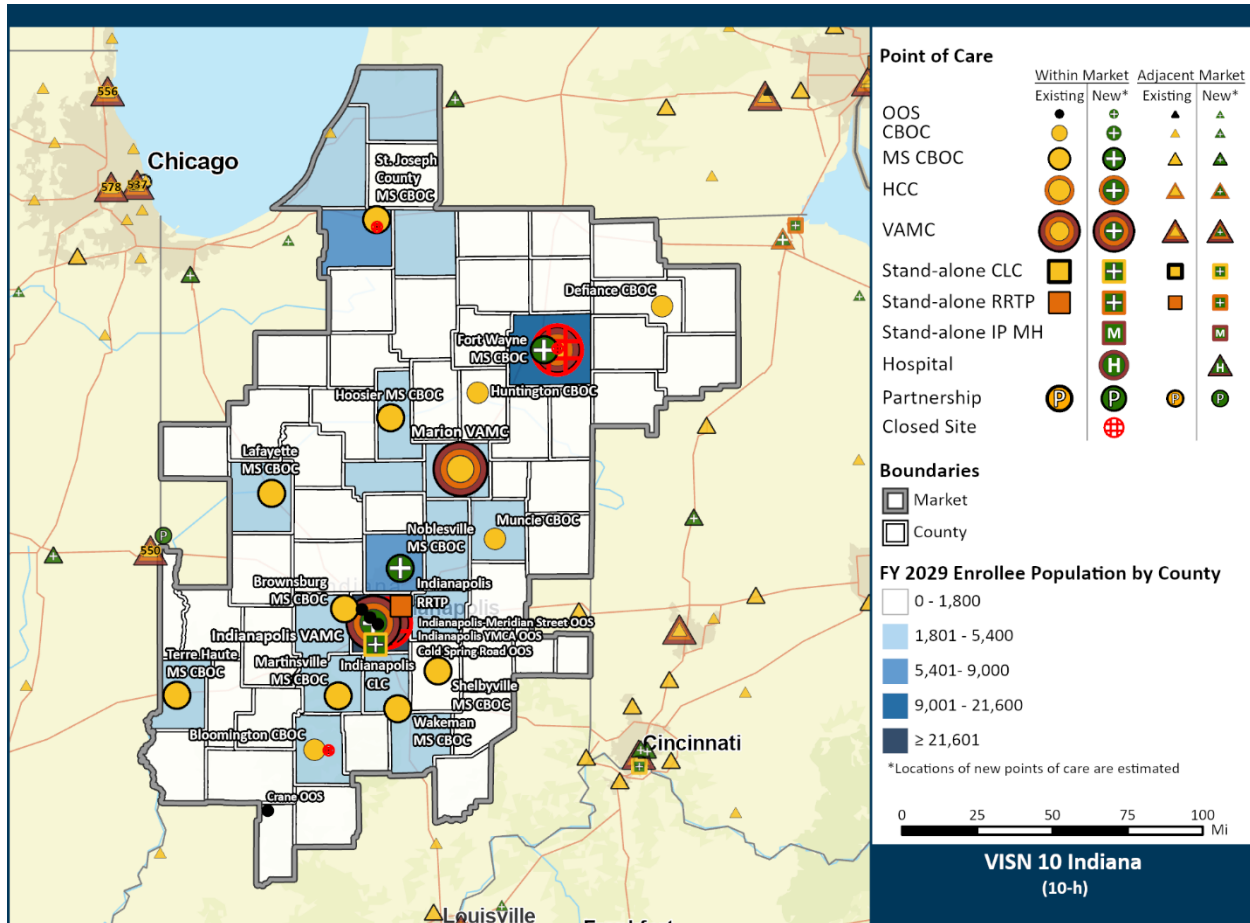 556
Chicago
578
537
St. Joseph
County
MS CBOC
Defiance CBOC
Fort Wayne
MS CBOC
Huntington CBOC
Hoosier MS CBOC
Marion VAMC
Lafayette
MS CBOC
Muncie CBOC
Noblesville
MS CBOC
P
550
Brownsburg
MS CBOC
Indiana
Indianapolis
RRTP
Indianapolis
Indianapolis-Meridian Street OOS
Indianapolis VAMC
Indianapolis YMCA OOS
Cold Spring Road OOS
Terre Haute
MS CBOC
Martinsville
MS CBOC
Indianapolis
CLC
Shelbyville
MS CBOC
Wakeman
MS CBOC
Bloomington CBOC
Cincinnati
Crane OOS
Louisville
Frankfort
Point of Care
Within Market Adjacent Market
Existing New* Existing New*
OOS
CBOC
MS CBOC
HCC
VAMC
Stand-alone CLC
Stand-alone RRTP
Stand-alone IP MH M M
Hospital H H
Partnership P P P P
Closed Site
Boundaries
Market
County
FY 2029 Enrollee Population by County
0 - 1,800
1,801 - 5,400
5,401- 9,000
9,001 - 21,600
≥ 21,601
*Locations of new points of care are estimated
0 25 50 75 100
Mi
VISN 10 Indiana
(10-h)